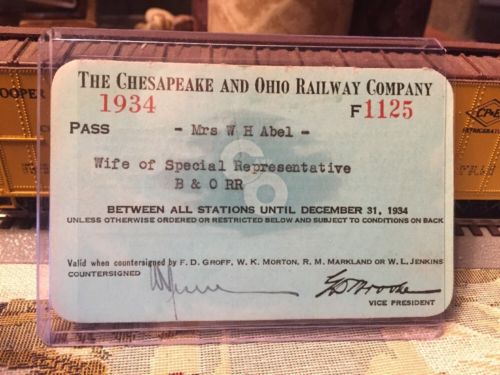 THE CHESAPEAKE AND OHIO RAILWAY COMPANY
1934 F 1125
PASS - Mrs W H Abel -
Wife of Special Representative
B & O RR
BETWEEN ALL STATIONS UNTIL DECEMBER 31, 1934
UNLESS OTHERWISE ORDERED OR RESTRICTED BELOW AND SUBJECT TO CONDITIONS ON BACK
Valid when countersigned by F. D. GROFF, W. K. MORTON, R. M. MARKLAND or W. L. JENKINS
COUNTERSIGNED
VICE PRESIDENT
OOPER